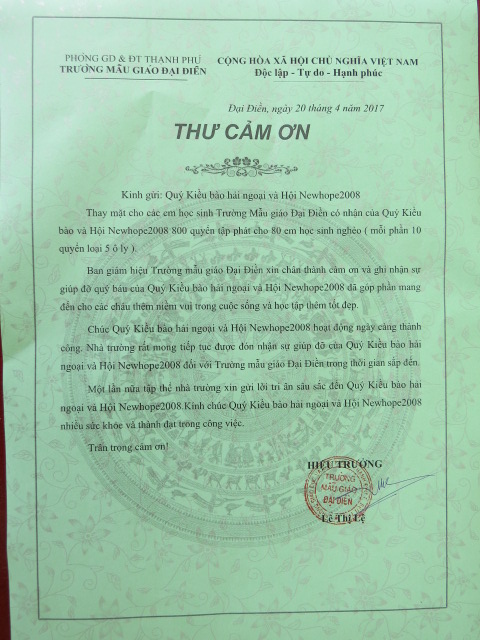 PHÒNG GD & ĐT THẠNH PHÚ
TRƯỜNG MẪU GIÁO ĐẠI ĐIỀN
CỘNG HÒA XÃ HỘI CHỦ NGHĨA VIỆT NAM
Độc lập - Tự do - Hạnh phúc
Đại Điền, ngày 20 tháng 4 năm 2017
THƯ CẢM ƠN
Kính gửi: Quý Kiều bào hải ngoại và Hội Newhope2008
Thay mặt cho các em học sinh Trường Mẫu giáo Đại Điền có nhận của Quý Kiều
bào và Hội Newhope2008 800 quyển tập phát cho 80 em học sinh nghèo ( mỗi phần 10
quyển loại 5 ô ly ).
Ban giám hiệu Trường mẫu giáo Đại Điền xin chân thành cảm ơn và ghi nhận sự
giúp đỡ quý báu của Quý Kiều bào hải ngoại và Hội Newhope2008 đã góp phần mang
đến cho các cháu thêm niềm vui trong cuộc sống và học tập thêm tốt đẹp.
Chúc Quý Kiều bào hải ngoại và Hội Newhope2008 hoạt động ngày càng thành
công. Nhà trường rất mong tiếp tục được đón nhận sự giúp đỡ của Quý Kiều bào hải
ngoại và Hội Newhope2008 đối với Trường mẫu giáo Đại Điền trong thời gian sắp đến.
Một lần nữa tập thể nhà trường xin gửi lời tri ân sâu sắc đến Quý Kiều bào hải
ngoại và Hội Newhope2008.Kính chúc Quý Kiều bào hải ngoại và Hội Newhope2008
nhiều sức khỏe và thành đạt trong công việc.
Trân trọng cảm ơn!
HIỆU TRƯỞNG
TRƯỜNG
MẪU GIÁO
ĐẠI ĐIỀN
Lê Thị Lệ